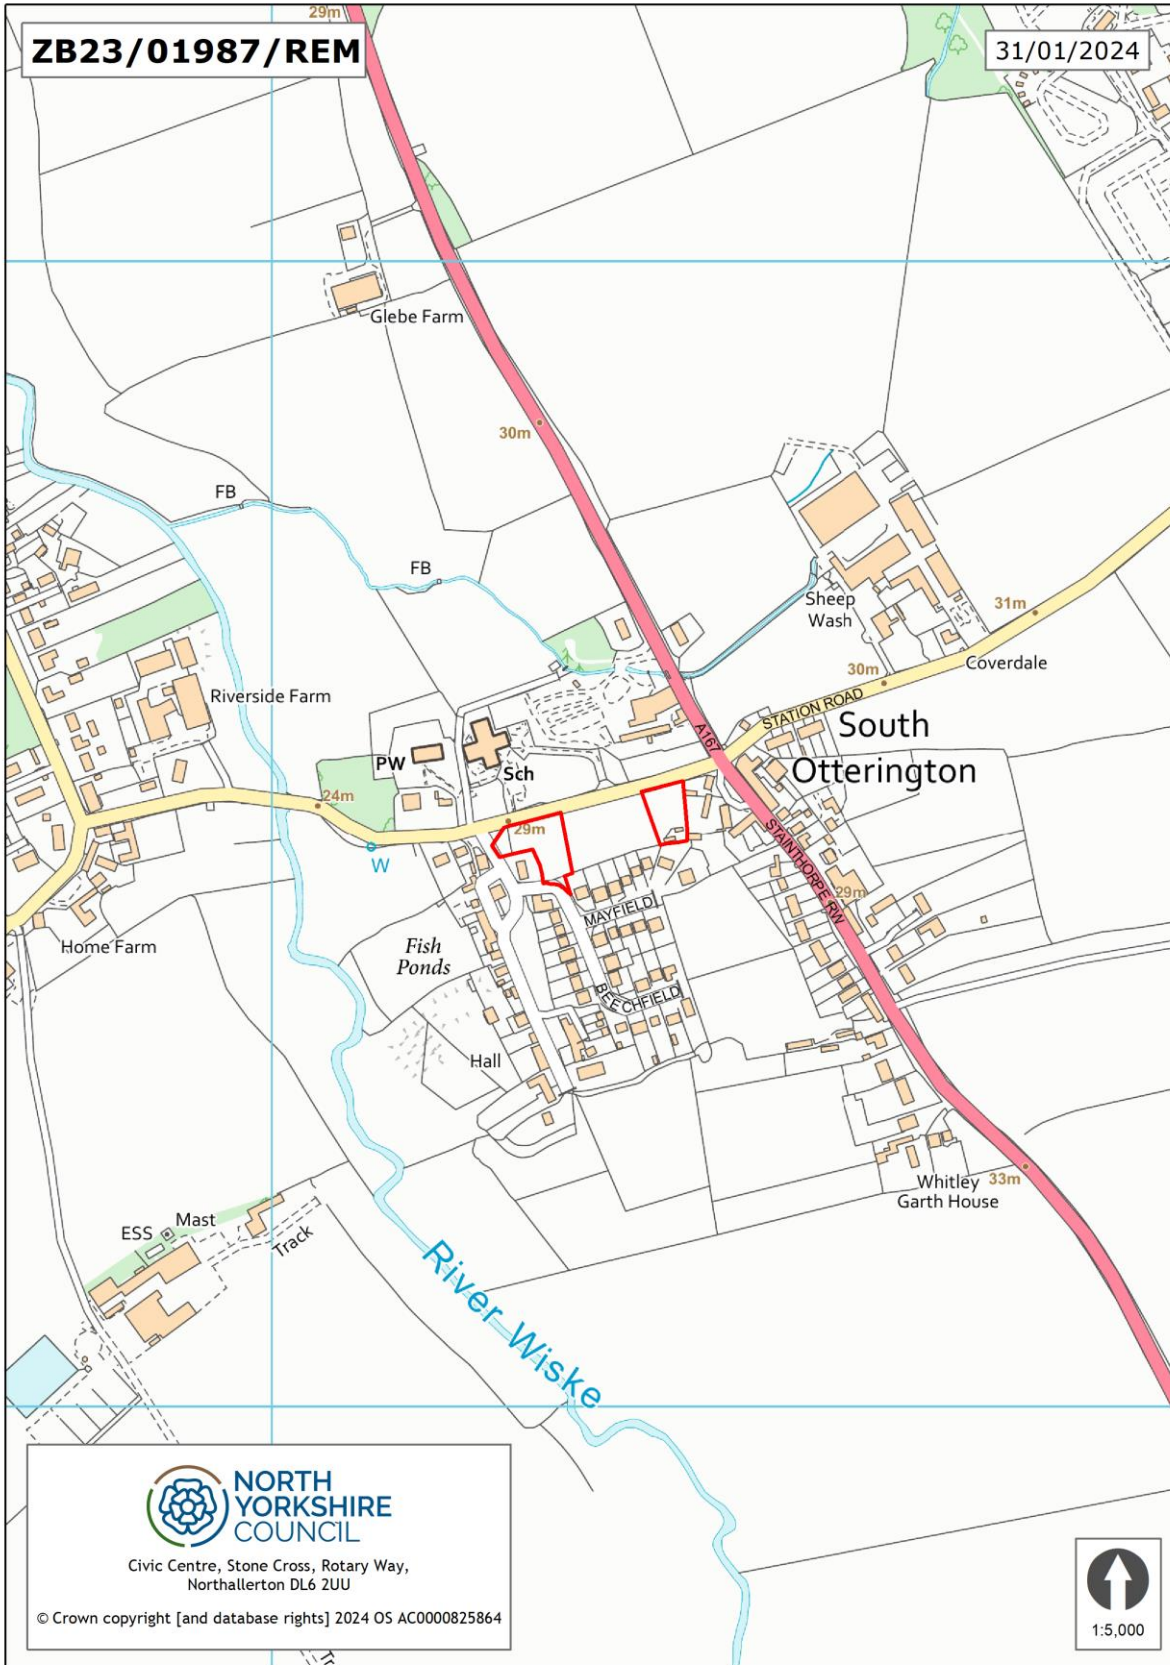 29m
ZB23/01987/REM
31/01/2024
Glebe Farm
30m
FB
FB
Sheep
Wash
31m
30m
Coverdale
STATION ROAD
Riverside Farm
A167
South
Otterington
PW
Sch
24m
29m
W
STAINTHORPE RW
29m
MAYFIELD
Home Farm
Fish
Ponds
BEECHFIELD
Hall
Whitley
Garth House
33m
ESS
Mast
Track
River Wiske
NORTH
YORKSHIRE
COUNCIL
Civic Centre, Stone Cross, Rotary Way,
Northallerton DL6 2UU
© Crown copyright [and database rights] 2024 OS AC0000825864
1:5,000